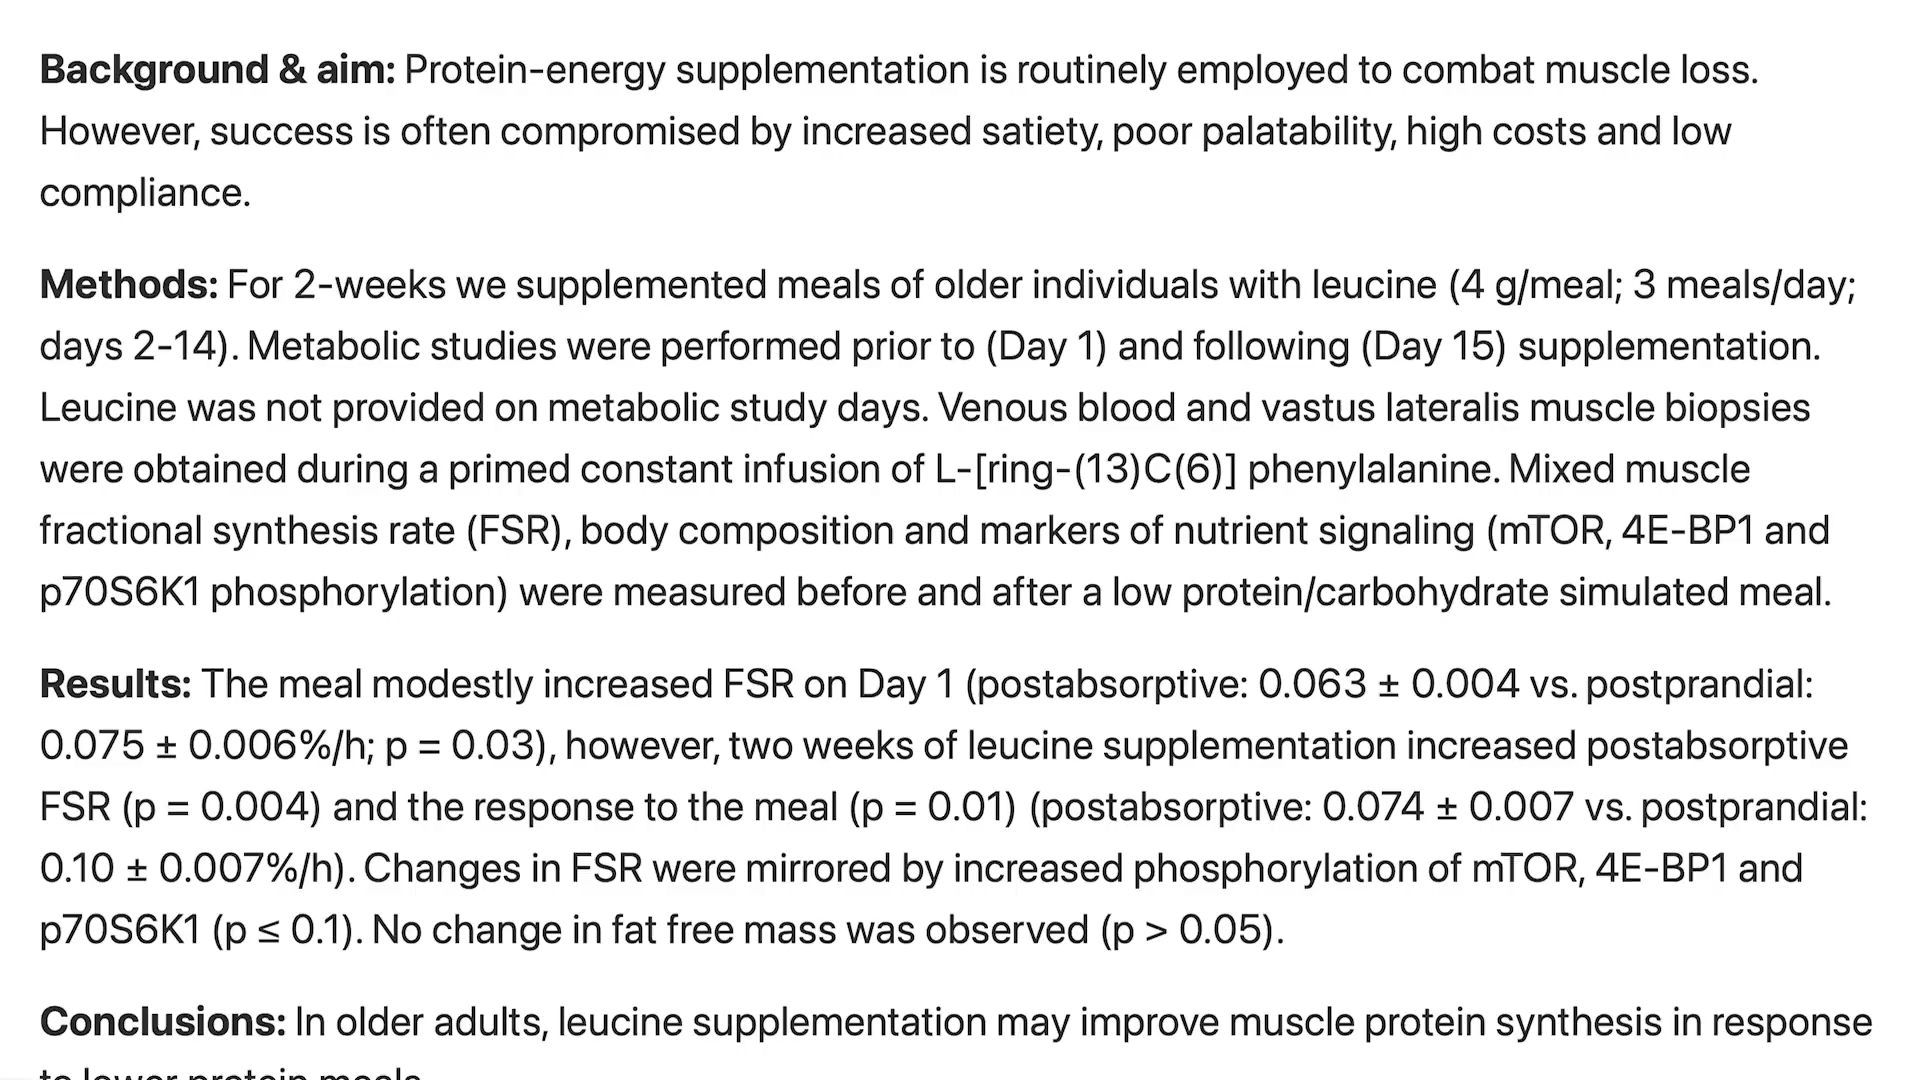 Background & aim: Protein-energy supplementation is routinely employed to combat muscle loss.
However, success is often compromised by increased satiety, poor palatability, high costs and low
compliance.
Methods: For 2-weeks we supplemented meals of older individuals with leucine (4 g/meal; 3 meals/day;
days 2-14). Metabolic studies were performed prior to (Day 1) and following (Day 15) supplementation.
Leucine was not provided on metabolic study days. Venous blood and vastus lateralis muscle biopsies
were obtained during a primed constant infusion of L-[ring-(13)C(6)] phenylalanine. Mixed muscle
fractional synthesis rate (FSR), body composition and markers of nutrient signaling (mTOR, 4E-BP1 and
p70S6K1 phosphorylation) were measured before and after a low protein/carbohydrate simulated meal.
Results: The meal modestly increased FSR on Day 1 (postabsorptive: 0.063 ± 0.004 vs. postprandial:
0.075 ± 0.006%/h; p = 0.03), however, two weeks of leucine supplementation increased postabsorptive
FSR (p = 0.004) and the response to the meal (p = 0.01) (postabsorptive: 0.074 ± 0.007 vs. postprandial:
0.10 ± 0.007%/h). Changes in FSR were mirrored by increased phosphorylation of mTOR, 4E-BP1 and
p70S6K1 (p ≤ 0.1). No change in fat free mass was observed (p > 0.05).
Conclusions: In older adults, leucine supplementation may improve muscle protein synthesis in response
to lower protein meals.